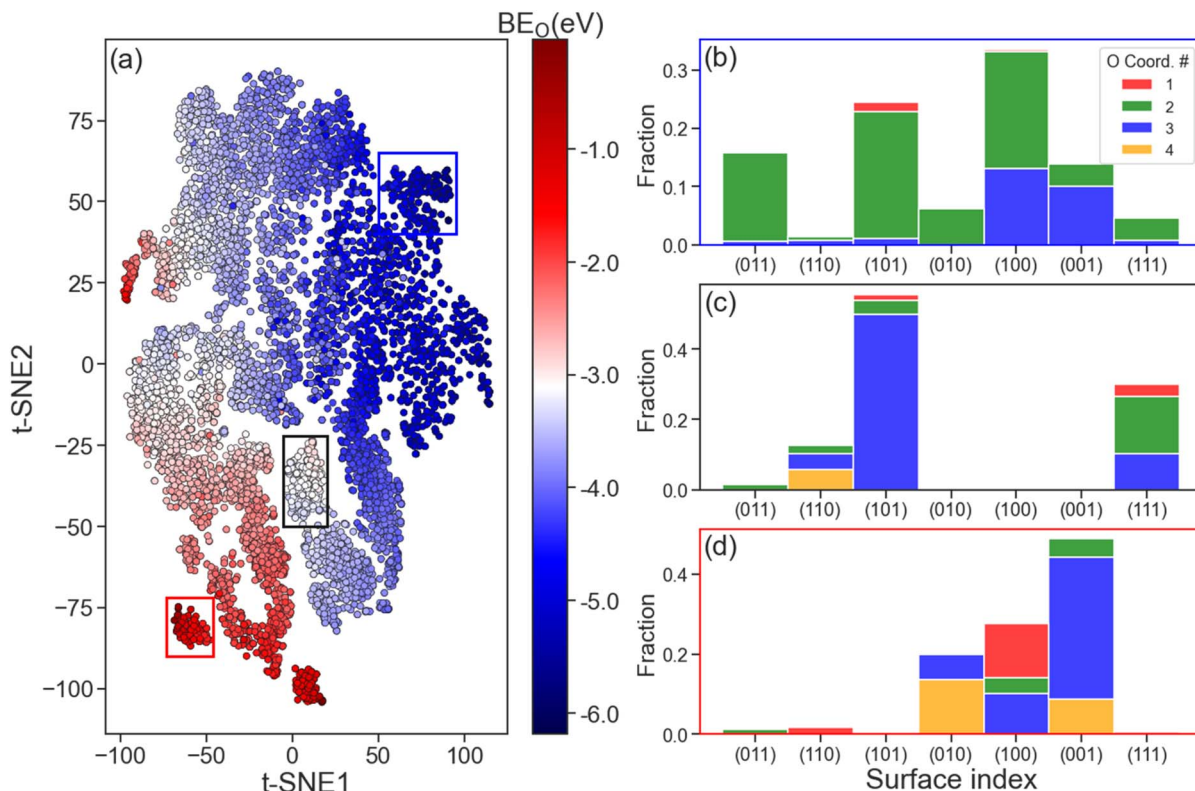 (a)
BE_O(eV)
75
50
25
0
−25
−50
−75
−100
t-SNE2
−100 −50 0 50 100
t-SNE1
-1.0
-2.0
-3.0
-4.0
-5.0
-6.0
(b)
O Coord. #
1
2
3
4
0.3
0.2
0.1
0.0
Fraction
(011) (110) (101) (010) (100) (001) (111)
(c)
0.4
0.2
0.0
Fraction
(011) (110) (101) (010) (100) (001) (111)
(d)
0.4
0.2
0.0
Fraction
(011) (110) (101) (010) (100) (001) (111)
Surface index